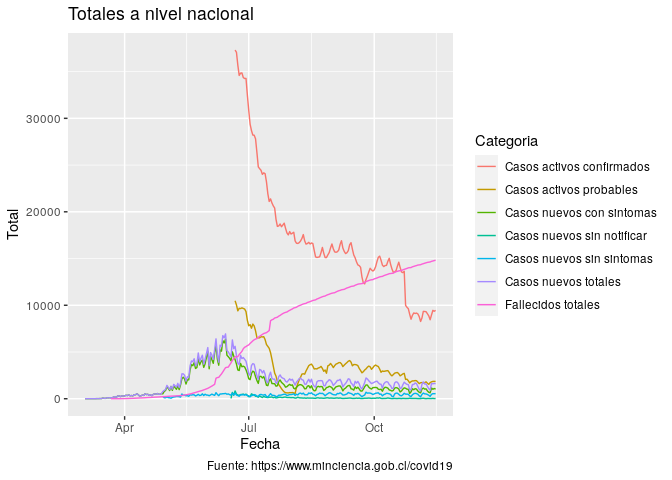 Totales a nivel nacional
Total
30000
20000
10000
0
Apr
Jul
Oct
Fecha
Categoria
Casos activos confirmados
Casos activos probables
Casos nuevos con sintomas
Casos nuevos sin notificar
Casos nuevos sin sintomas
Casos nuevos totales
Fallecidos totales
Fuente: https://www.minciencia.gob.cl/covid19